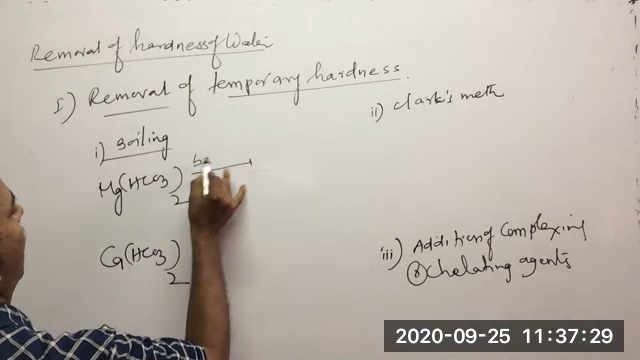 Removal of hardness of Water
I) Removal of temporary hardness.
i) Boiling
ii) Clark's meth
Mg(HCO3)2
Ca(HCO3)2
iii) Addition of Complexing
(or) Chelating agents
2020-09-25 11:37:29